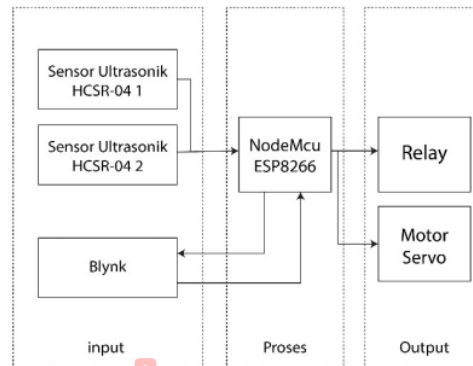 Sensor Ultrasonik
HCSR-04 1
Sensor Ultrasonik
HCSR-04 2
Blynk
input
NodeMcu
ESP8266
Proses
Relay
Motor
Servo
Output